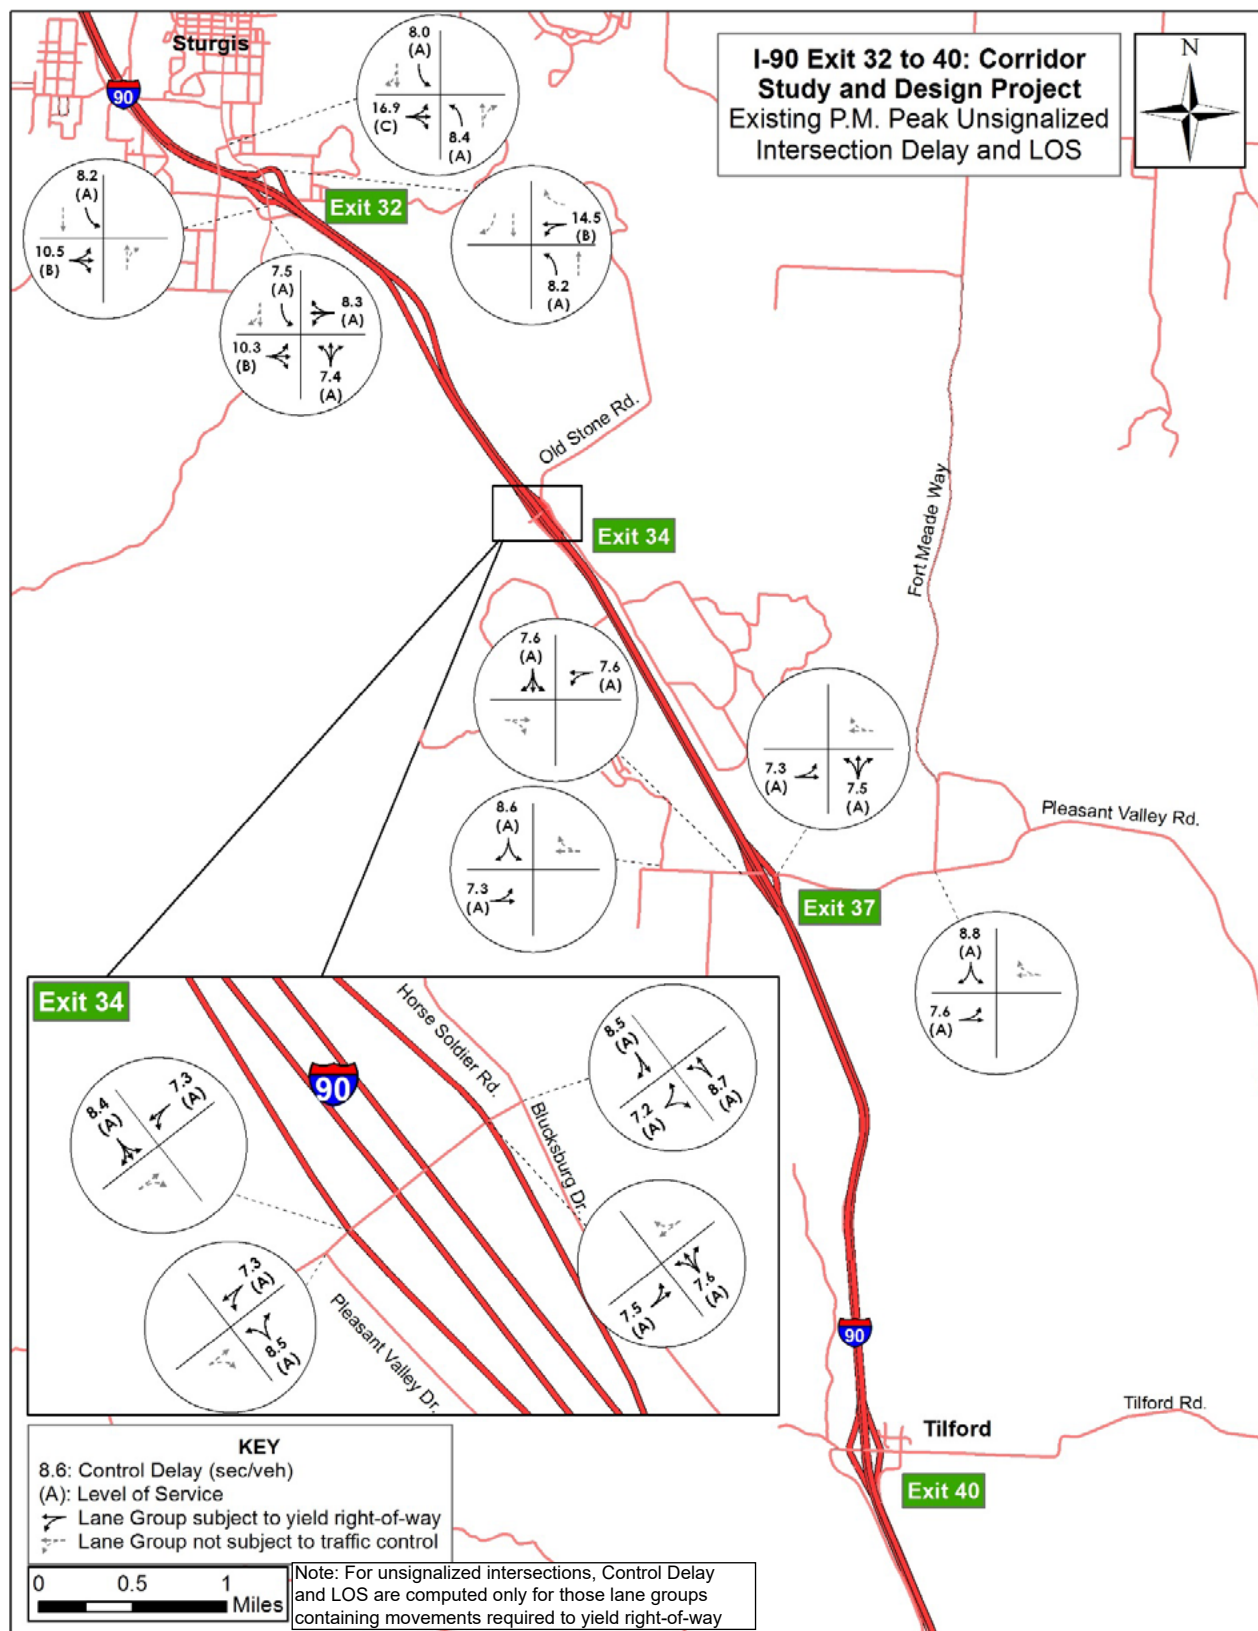 Sturgis
I-90 Exit 32 to 40: Corridor
Study and Design Project
Existing P.M. Peak Unsignalized
Intersection Delay and LOS
N
90
8.0
(A)
16.9
(C)
8.4
(A)
8.2
(A)
10.5
(B)
Exit 32
14.5
(B)
8.2
(A)
7.5
(A)
8.3
(A)
10.3
(B)
7.4
(A)
Old Stone Rd.
Exit 34
Fort Meade Way
7.6
(A)
7.6
(A)
7.3
(A)
7.5
(A)
Pleasant Valley Rd.
8.6
(A)
7.3
(A)
Exit 37
8.8
(A)
7.6
(A)
Exit 34
90
Horse Soldier Rd.
Blucksburg Dr.
8.5
(A)
7.2
(A)
8.7
(A)
8.4
(A)
7.3
(A)
7.5
(A)
7.6
(A)
7.3
(A)
8.5
(A)
Pleasant Valley Dr.
90
Tilford
Tilford Rd.
Exit 40
KEY
8.6: Control Delay (sec/veh)
(A): Level of Service
Lane Group subject to yield right-of-way
Lane Group not subject to traffic control
0 0.5 1
Miles
Note: For unsignalized intersections, Control Delay
and LOS are computed only for those lane groups
containing movements required to yield right-of-way